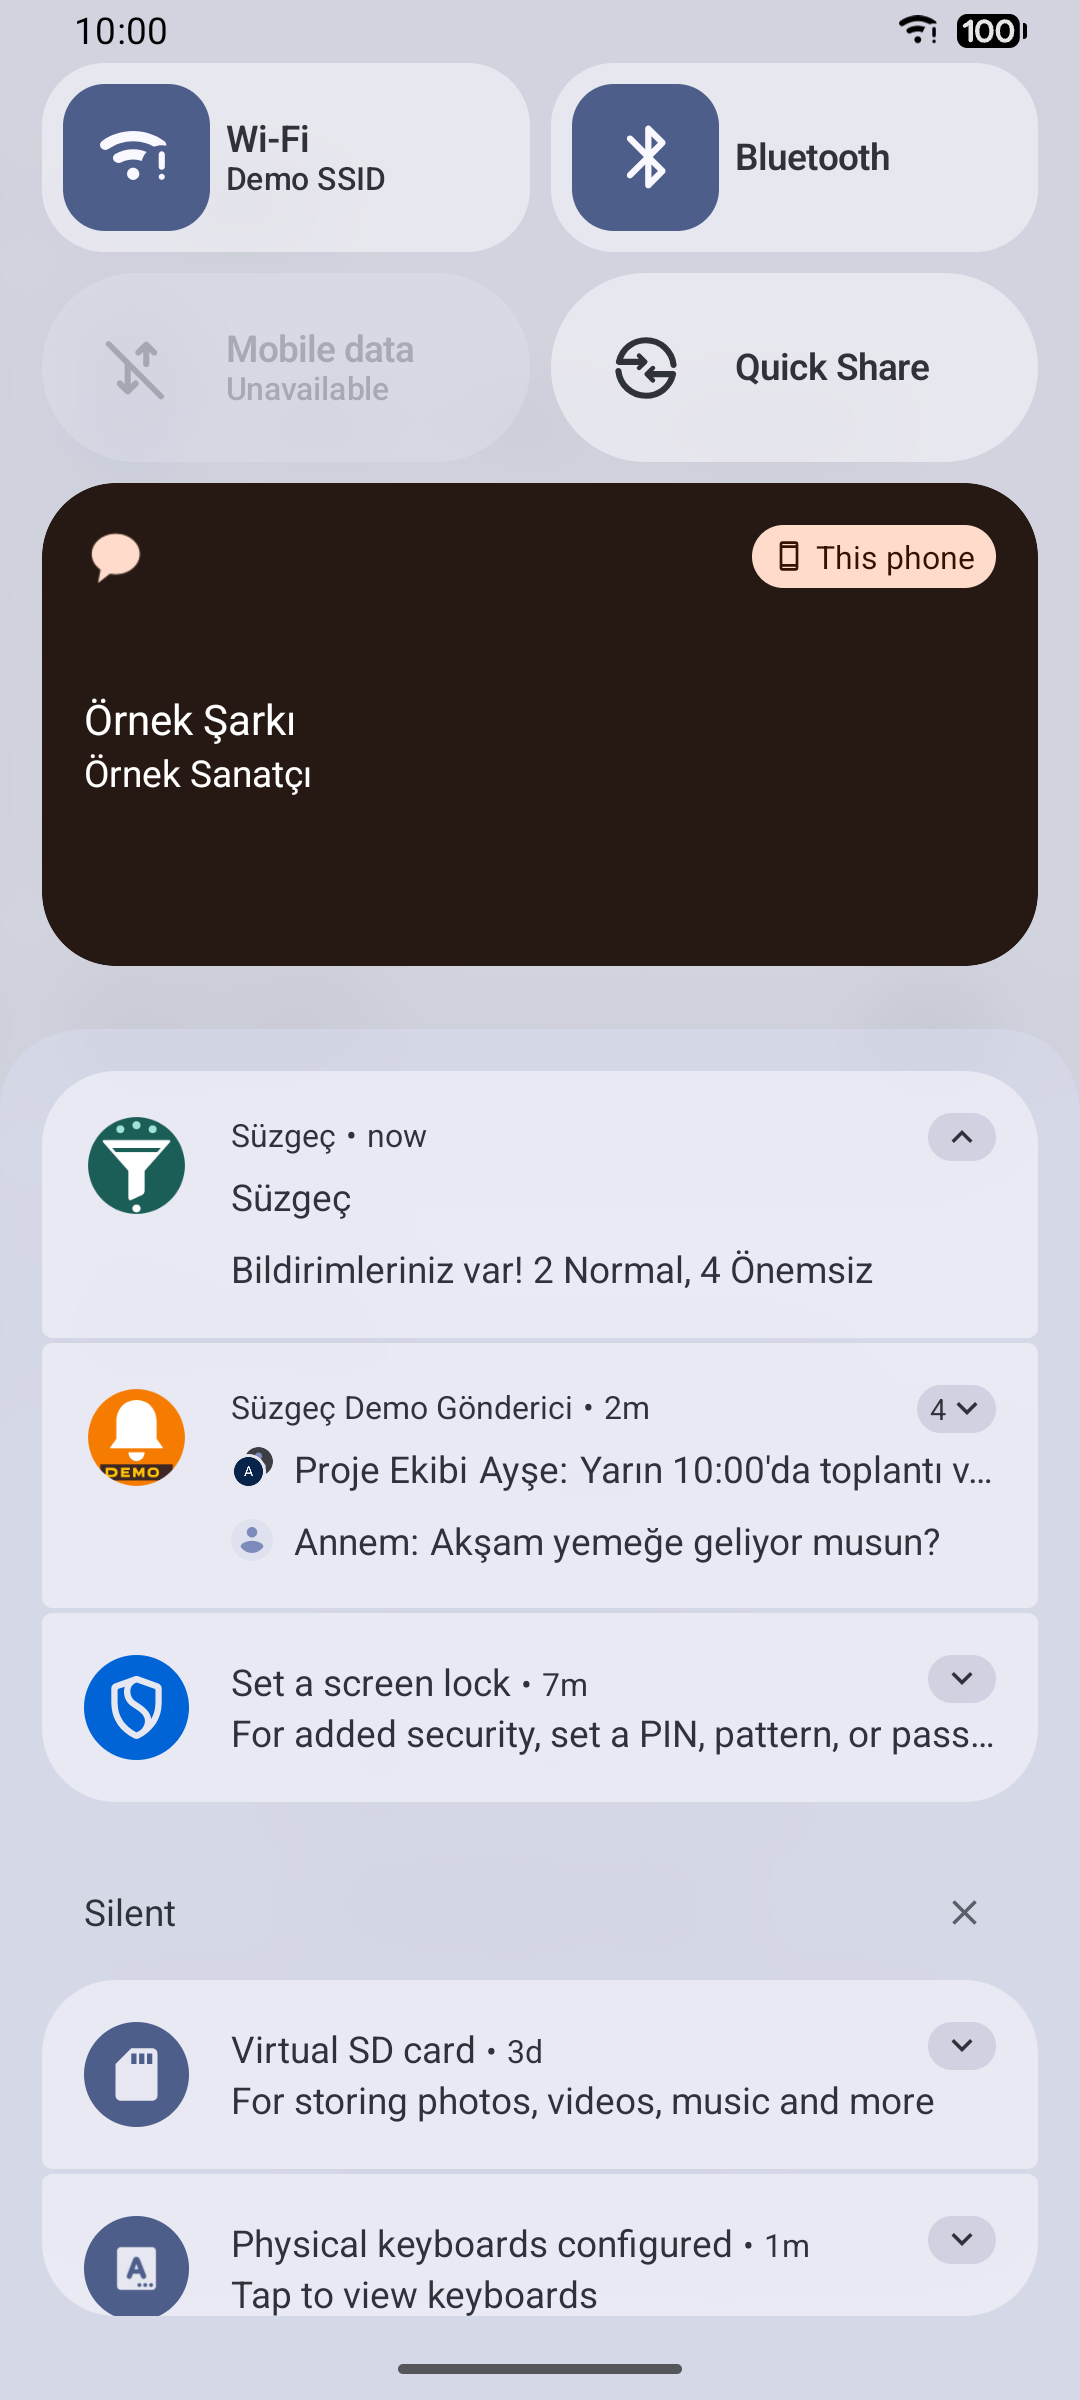 10:00
100
Wi-Fi
Demo SSID
Bluetooth
Mobile data
Unavailable
Quick Share
This phone
Örnek Şarkı
Örnek Sanatçı
Süzgeç • now
Süzgeç
Bildirimleriniz var! 2 Normal, 4 Önemsiz
DEMO
Süzgeç Demo Gönderici • 2m
4
A
Proje Ekibi Ayşe: Yarın 10:00'da toplantı v…
Annem: Akşam yemeğe geliyor musun?
Set a screen lock • 7m
For added security, set a PIN, pattern, or pass…
Silent
Virtual SD card • 3d
For storing photos, videos, music and more
A
Physical keyboards configured • 1m
Tap to view keyboards